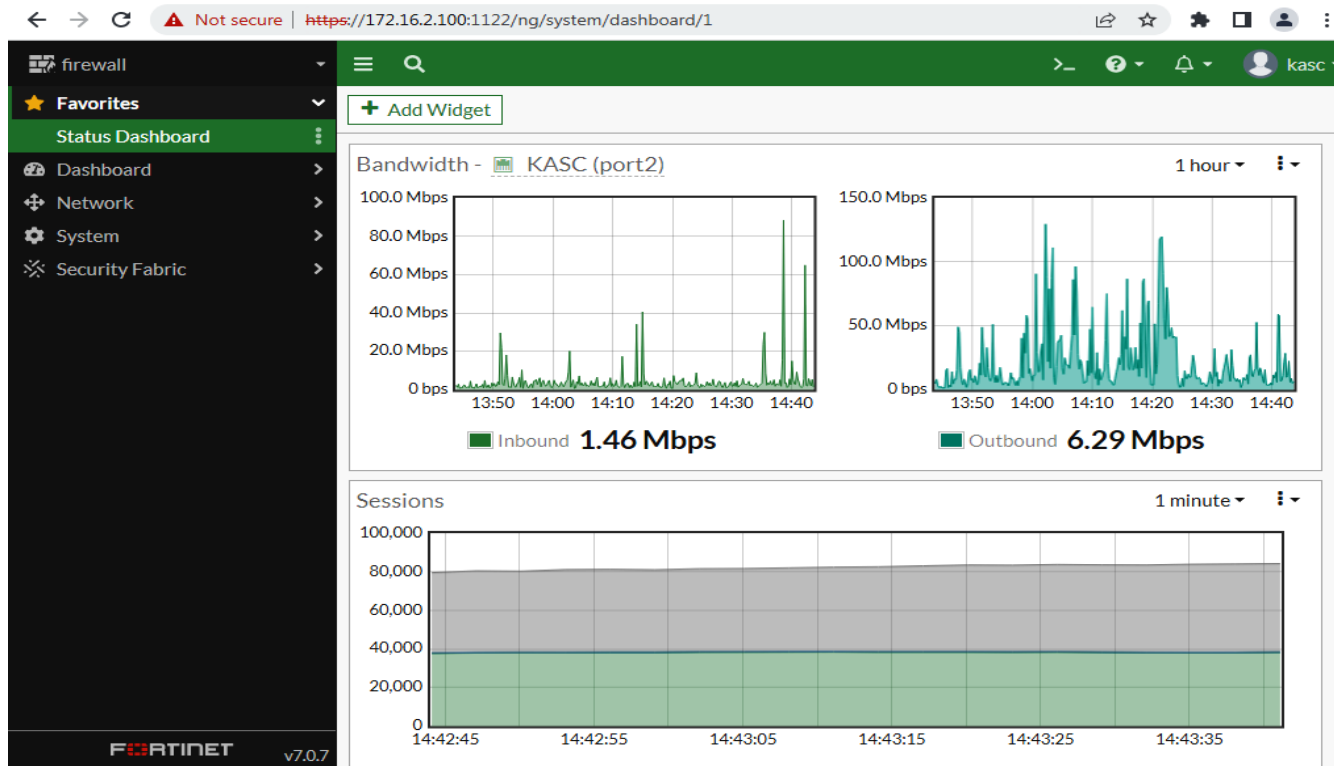 Not secure | https://172.16.2.100:1122/ng/system/dashboard/1
firewall
kasc
Favorites
Status Dashboard
Dashboard
Network
System
Security Fabric
FORTINET
v7.0.7
+ Add Widget
Bandwidth - KASC (port2)
1 hour
100.0 Mbps
80.0 Mbps
60.0 Mbps
40.0 Mbps
20.0 Mbps
0 bps
13:50 14:00 14:10 14:20 14:30 14:40
Inbound 1.46 Mbps
150.0 Mbps
100.0 Mbps
50.0 Mbps
0 bps
13:50 14:00 14:10 14:20 14:30 14:40
Outbound 6.29 Mbps
Sessions
1 minute
100,000
80,000
60,000
40,000
20,000
0
14:42:45 14:42:55 14:43:05 14:43:15 14:43:25 14:43:35